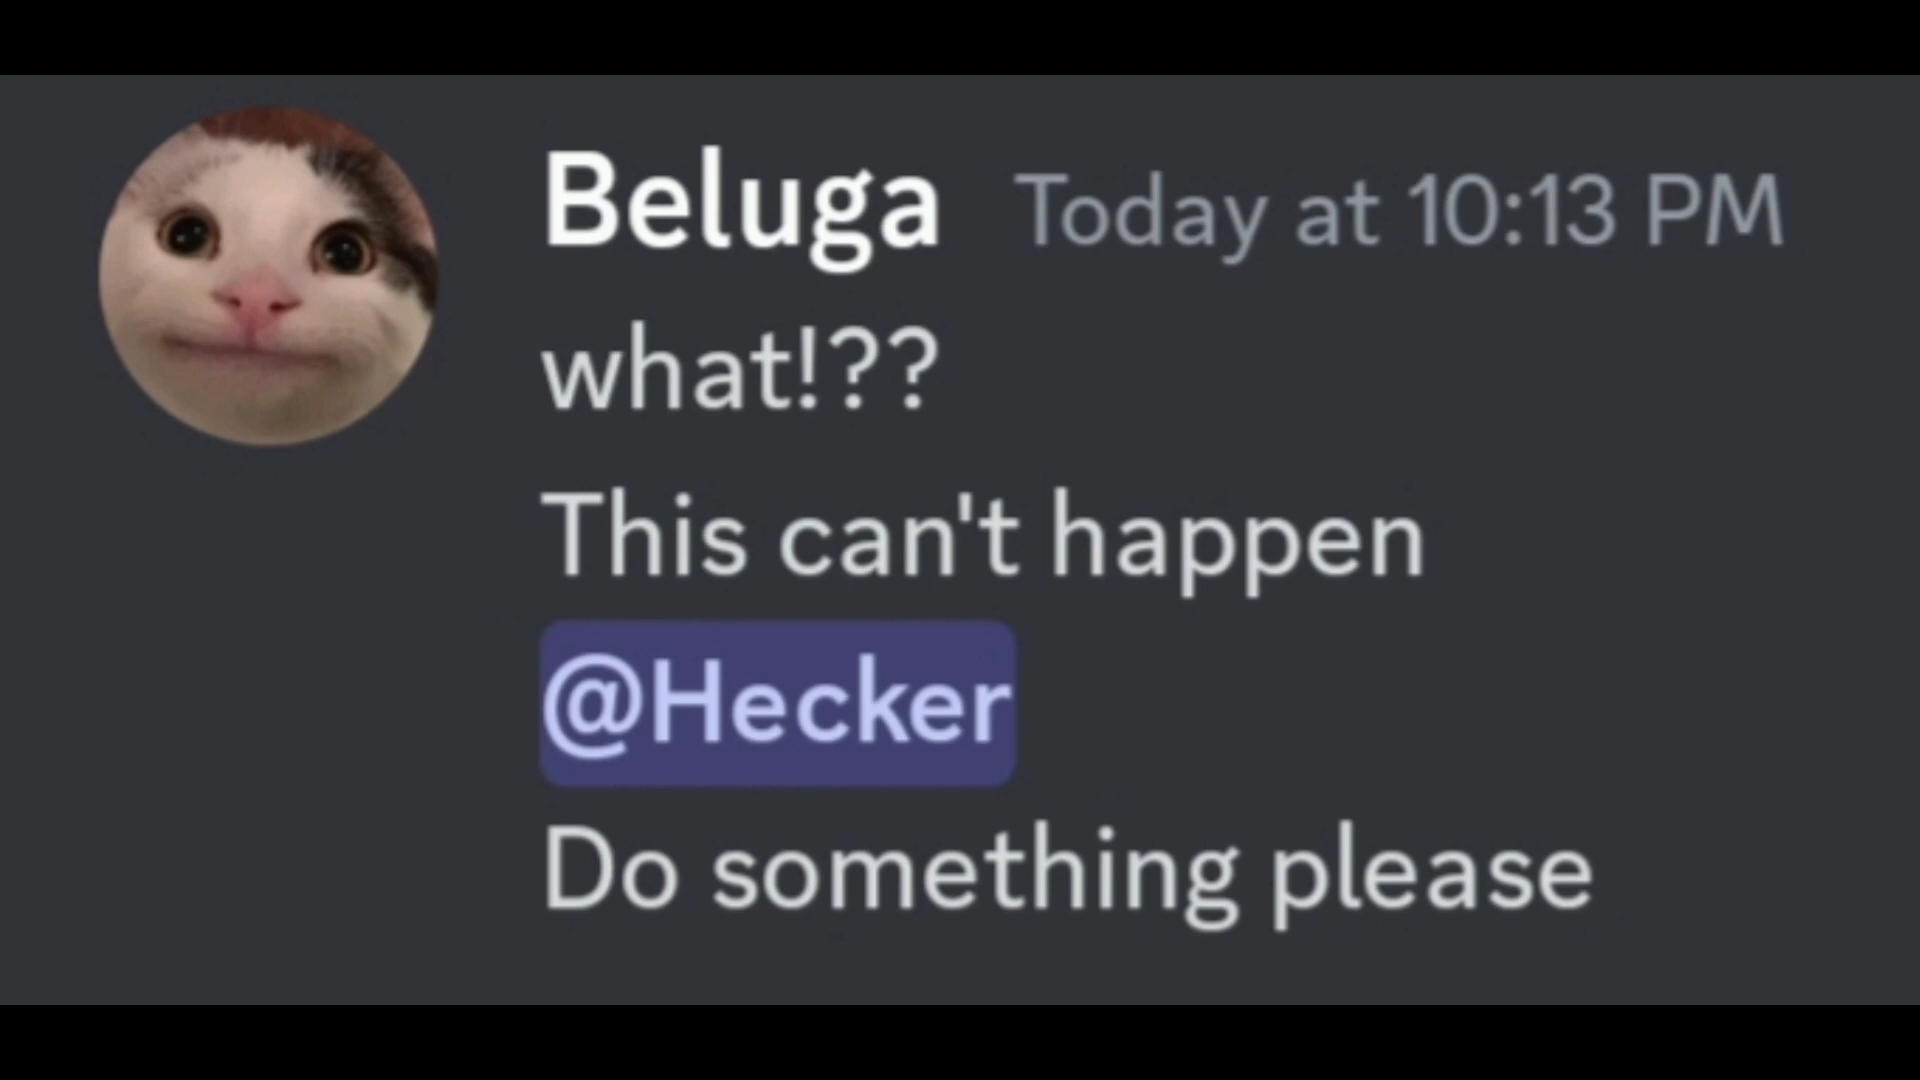 Beluga Today at 10:13 PM
what!??
This can't happen
@Hecker
Do something please